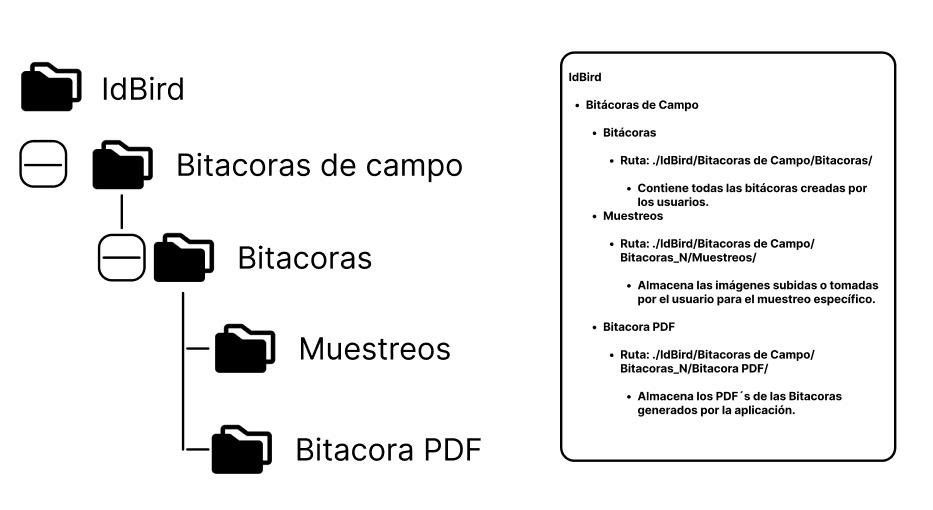 IdBird
Bitacoras de campo
Bitacoras
Muestreos
Bitacora PDF
IdBird
• Bitácoras de Campo
• Bitácoras
• Ruta: ./IdBird/Bitacoras de Campo/Bitacoras/
• Contiene todas las bitácoras creadas por
los usuarios.
• Muestreos
• Ruta: ./IdBird/Bitacoras de Campo/
Bitacoras_N/Muestreos/
• Almacena las imágenes subidas o tomadas
por el usuario para el muestreo específico.
• Bitacora PDF
• Ruta: ./IdBird/Bitacoras de Campo/
Bitacoras_N/Bitacora PDF/
• Almacena los PDF´s de las Bitacoras
generados por la aplicación.